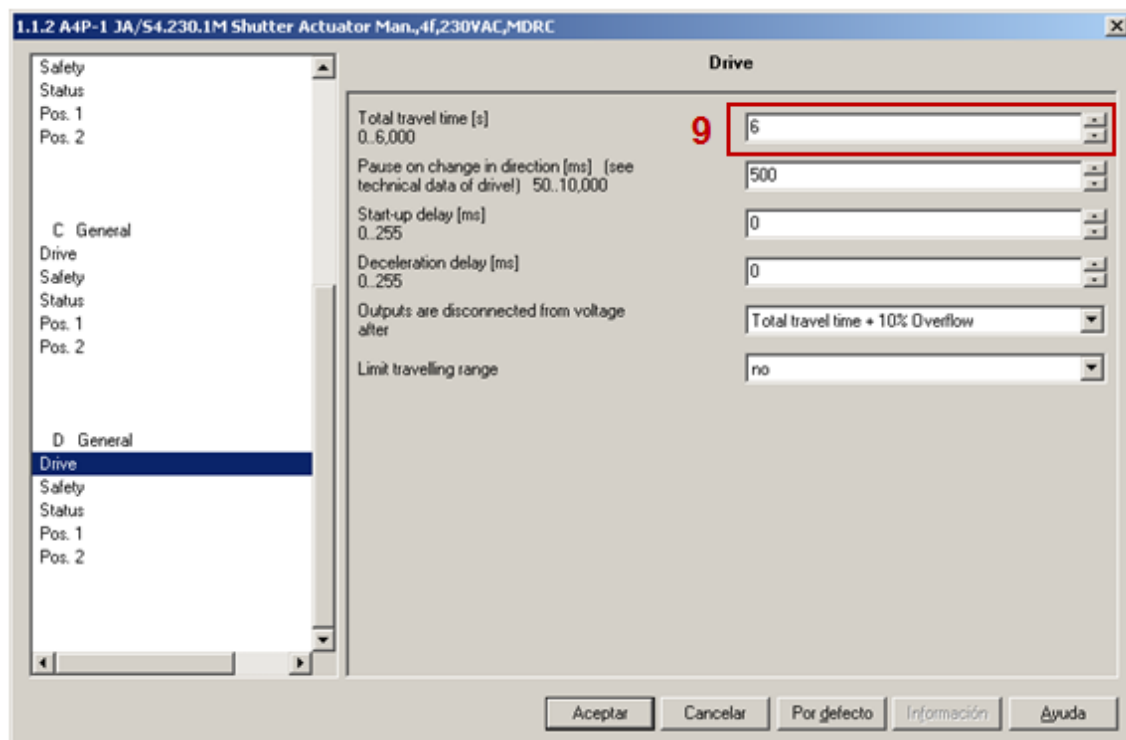 1.1.2 A4P-1 JA/S4.230.1M Shutter Actuator Man.,4f,230VAC,MDRC
Safety
Status
Pos. 1
Pos. 2
C General
Drive
Safety
Status
Pos. 1
Pos. 2
D General
Drive
Safety
Status
Pos. 1
Pos. 2
Drive
Total travel time [s]
0..6,000
9
6
Pause on change in direction [ms] (see
technical data of drive!) 50..10,000
500
Start-up delay [ms]
0..255
0
Deceleration delay [ms]
0..255
0
Outputs are disconnected from voltage
after
Total travel time + 10% Overflow
Limit travelling range
no
Aceptar
Cancelar
Por defecto
Información
Ayuda